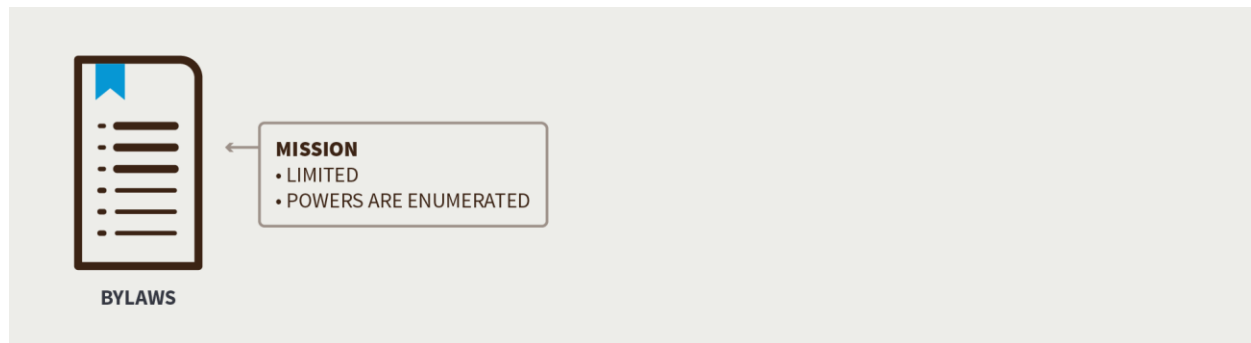 MISSION
• LIMITED
• POWERS ARE ENUMERATED
BYLAWS